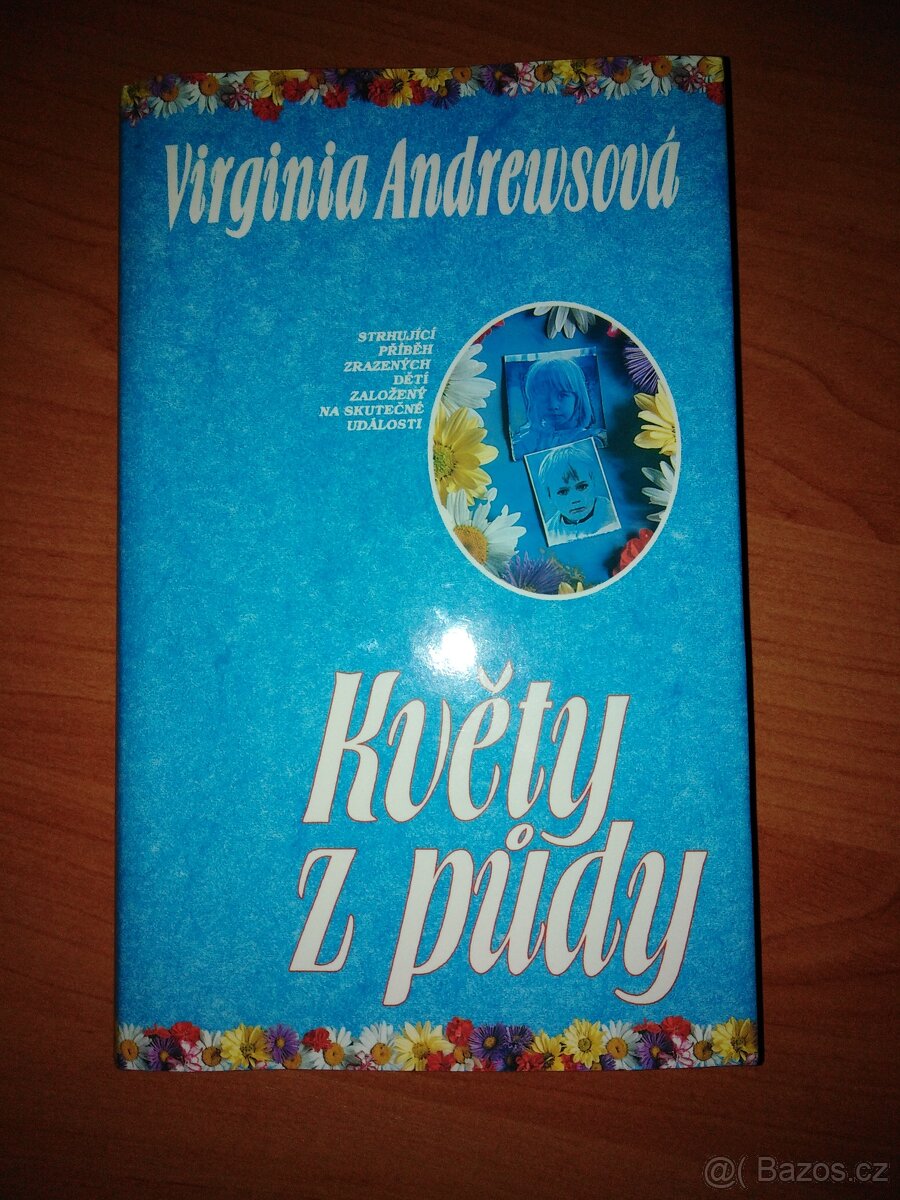 Virginia Andrewsová
STRHUJÍCÍ
PŘÍBĚH
ZRAZENÝCH
DĚTÍ
ZALOŽENÝ
NA SKUTEČNÉ
UDÁLOSTI
Květy
z půdy
@( Bazos.cz